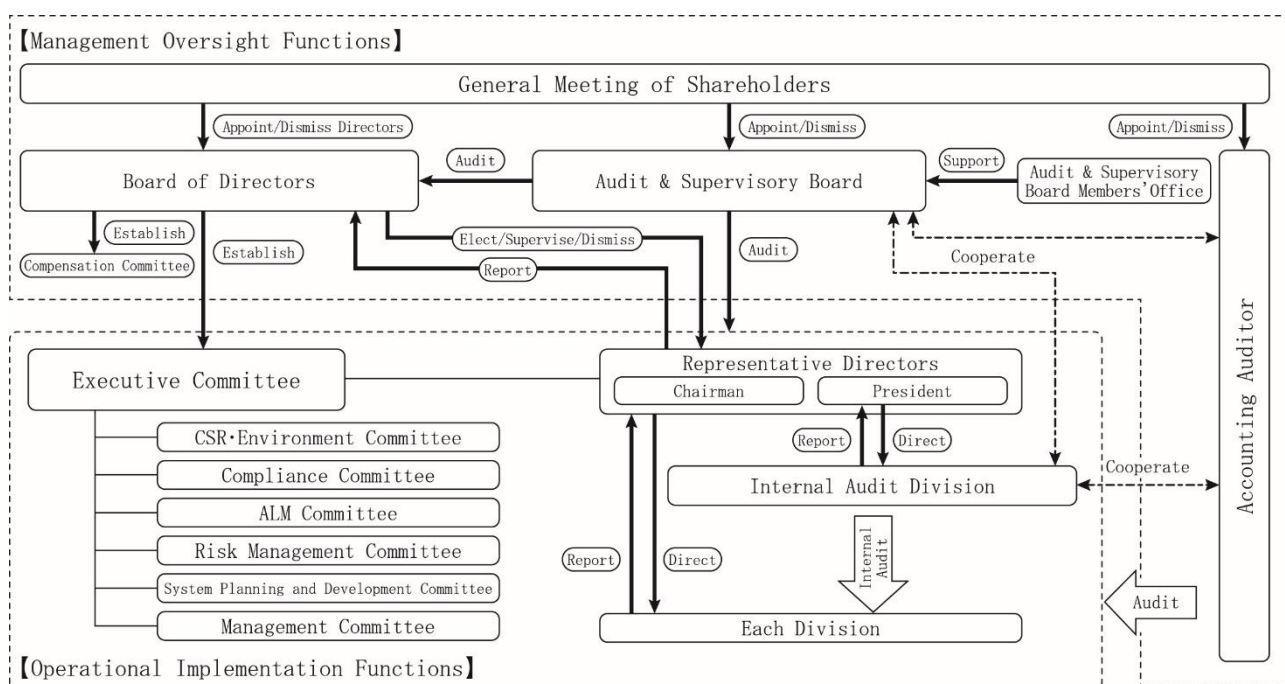 【Management Oversight Functions】
General Meeting of Shareholders
Appoint/Dismiss Directors
Appoint/Dismiss
Appoint/Dismiss
Board of Directors
Audit
Audit & Supervisory Board
Support
Audit & Supervisory
Board Members'Office
Establish
Establish
Compensation Committee
Elect/Supervise/Dismiss
Report
Audit
Cooperate
Accounting Auditor
Executive Committee
Representative Directors
Chairman
President
CSR・Environment Committee
Compliance Committee
ALM Committee
Risk Management Committee
System Planning and Development Committee
Management Committee
Report
Direct
Internal Audit Division
Cooperate
Report
Direct
Internal
Audit
Audit
Each Division
【Operational Implementation Functions】